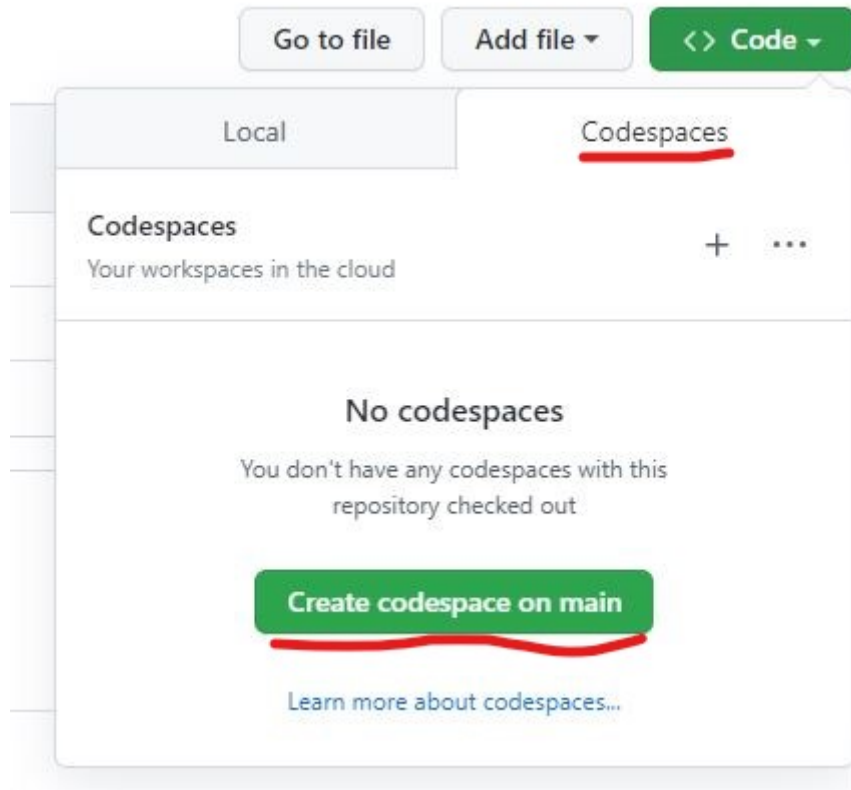 Go to file Add file <> Code
Local Codespaces
Codespaces
Your workspaces in the cloud
No codespaces
You don't have any codespaces with this
repository checked out
Create codespace on main
Learn more about codespaces...